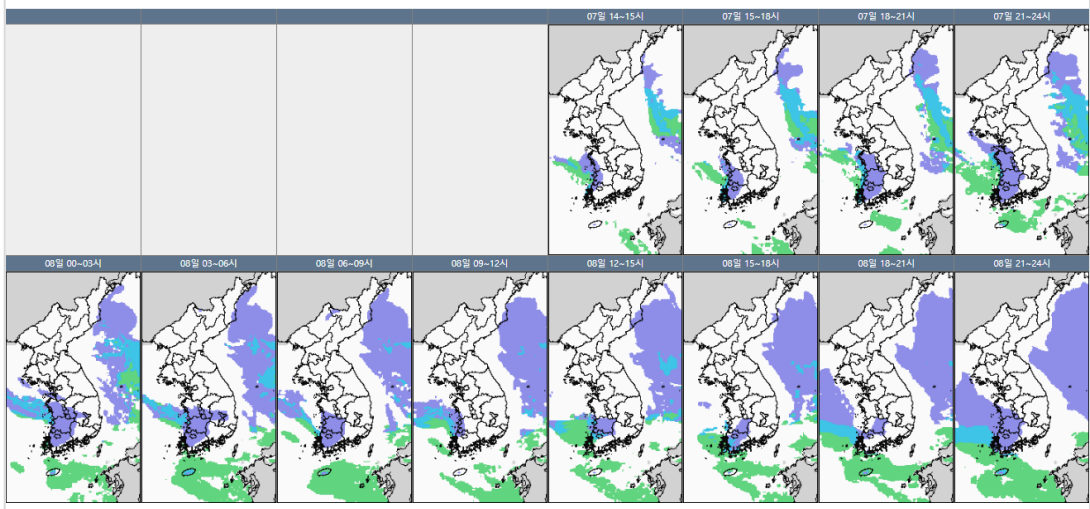 07일 14~15시
07일 15~18시
07일 18~21시
07일 21~24시
08일 00~03시
08일 03~06시
08일 06~09시
08일 09~12시
08일 12~15시
08일 15~18시
08일 18~21시
08일 21~24시